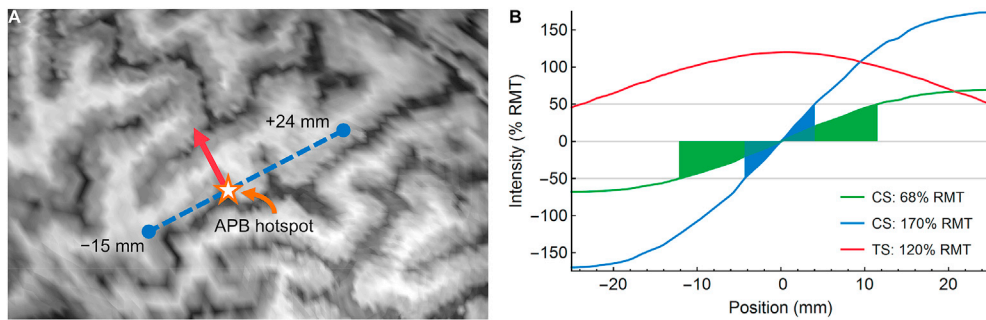 A
+24 mm
APB hotspot
−15 mm
B
Intensity (% RMT)
150
100
50
0
−50
−100
−150
CS: 68% RMT
CS: 170% RMT
TS: 120% RMT
−20
−10
0
10
20
Position (mm)